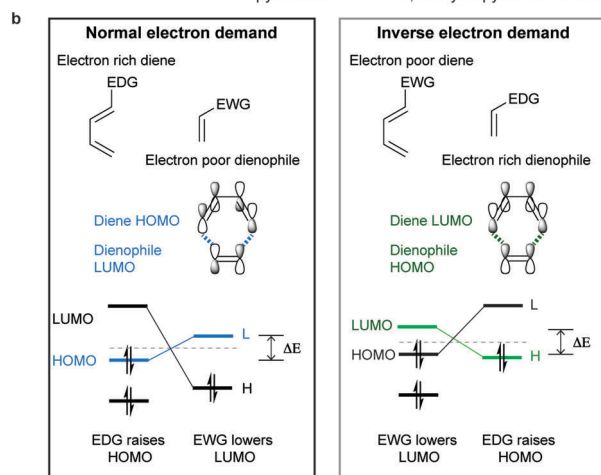 b
Normal electron demand
Electron rich diene
EDG
EWG
Electron poor dienophile
Diene HOMO
Dienophile
LUMO
LUMO
HOMO
L
ΔE
H
EDG raises
HOMO
EWG lowers
LUMO
Inverse electron demand
Electron poor diene
EWG
EDG
Electron rich dienophile
Diene LUMO
Dienophile
HOMO
LUMO
HOMO
L
ΔE
H
EWG lowers
LUMO
EDG raises
HOMO